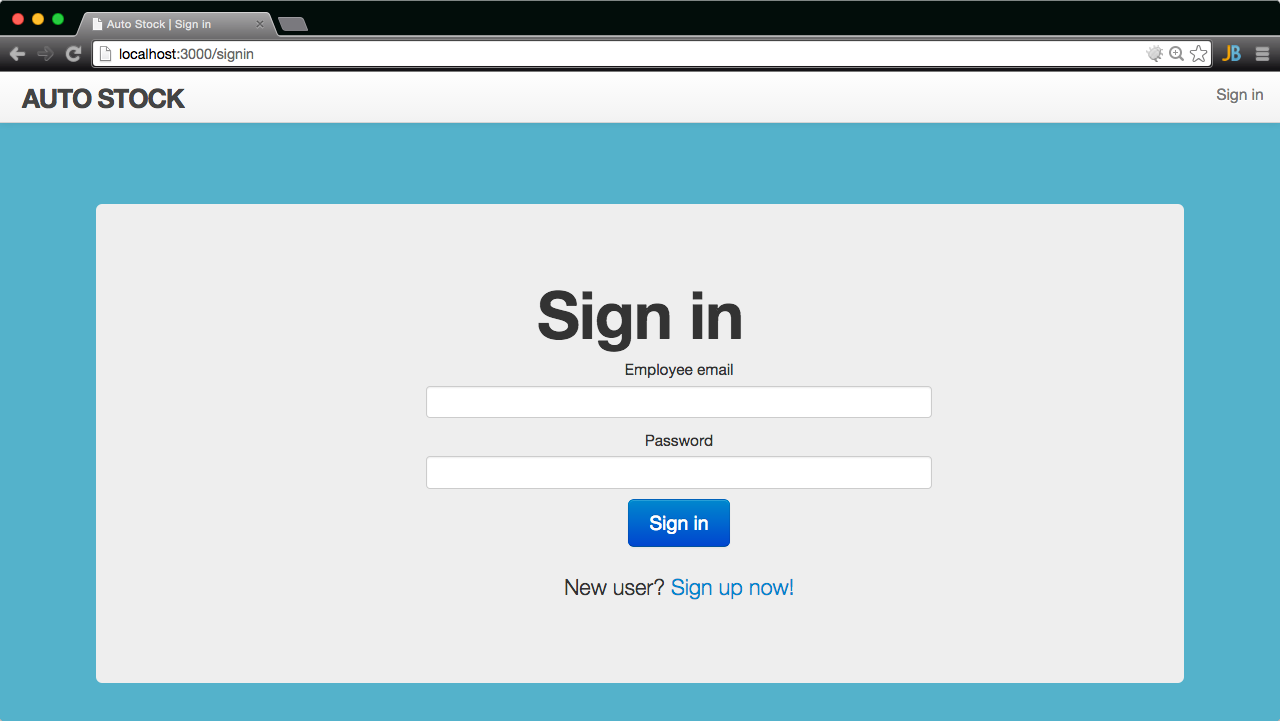 Auto Stock | Sign in
localhost:3000/signin
JB
AUTO STOCK
Sign in
Sign in
Employee email
Password
Sign in
New user? Sign up now!